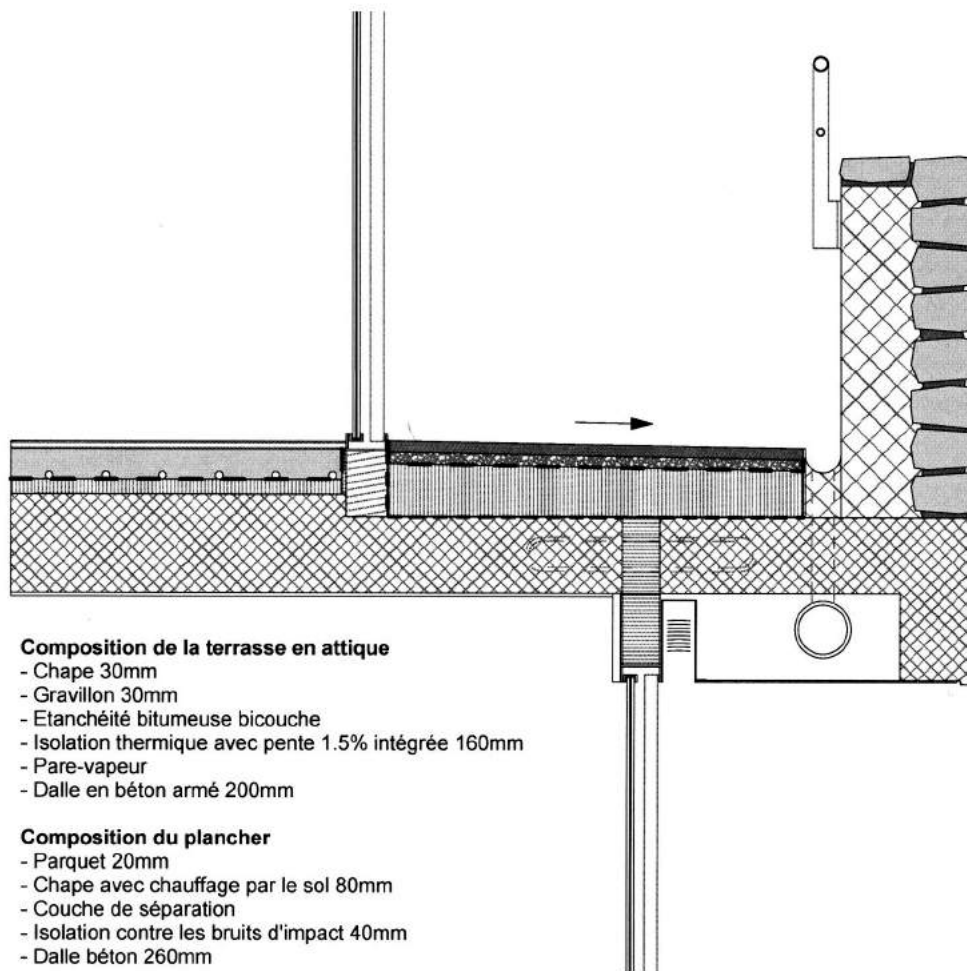 Composition de la terrasse en attique
- Chape 30mm
- Gravillon 30mm
- Etanchéité bitumeuse bicouche
- Isolation thermique avec pente 1.5% intégrée 160mm
- Pare-vapeur
- Dalle en béton armé 200mm
Composition du plancher
- Parquet 20mm
- Chape avec chauffage par le sol 80mm
- Couche de séparation
- Isolation contre les bruits d'impact 40mm
- Dalle béton 260mm